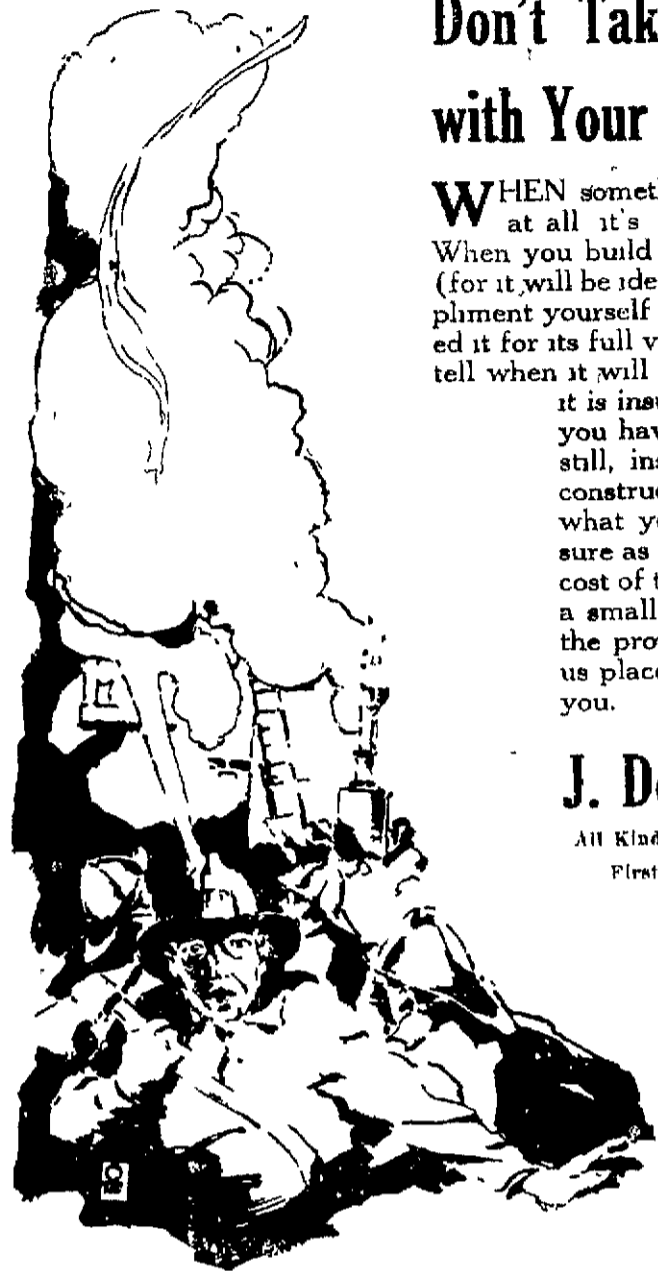 Don't Tak
with Your
WHEN somet
at all it's
When you build
(for it will be ide
pliment yourself
ed it for its full v
tell when it will
it is insu
you hav
still, ins
construc
what y
sure as
cost of t
a small
the pro
us place
you.
J. D
All Kind
First